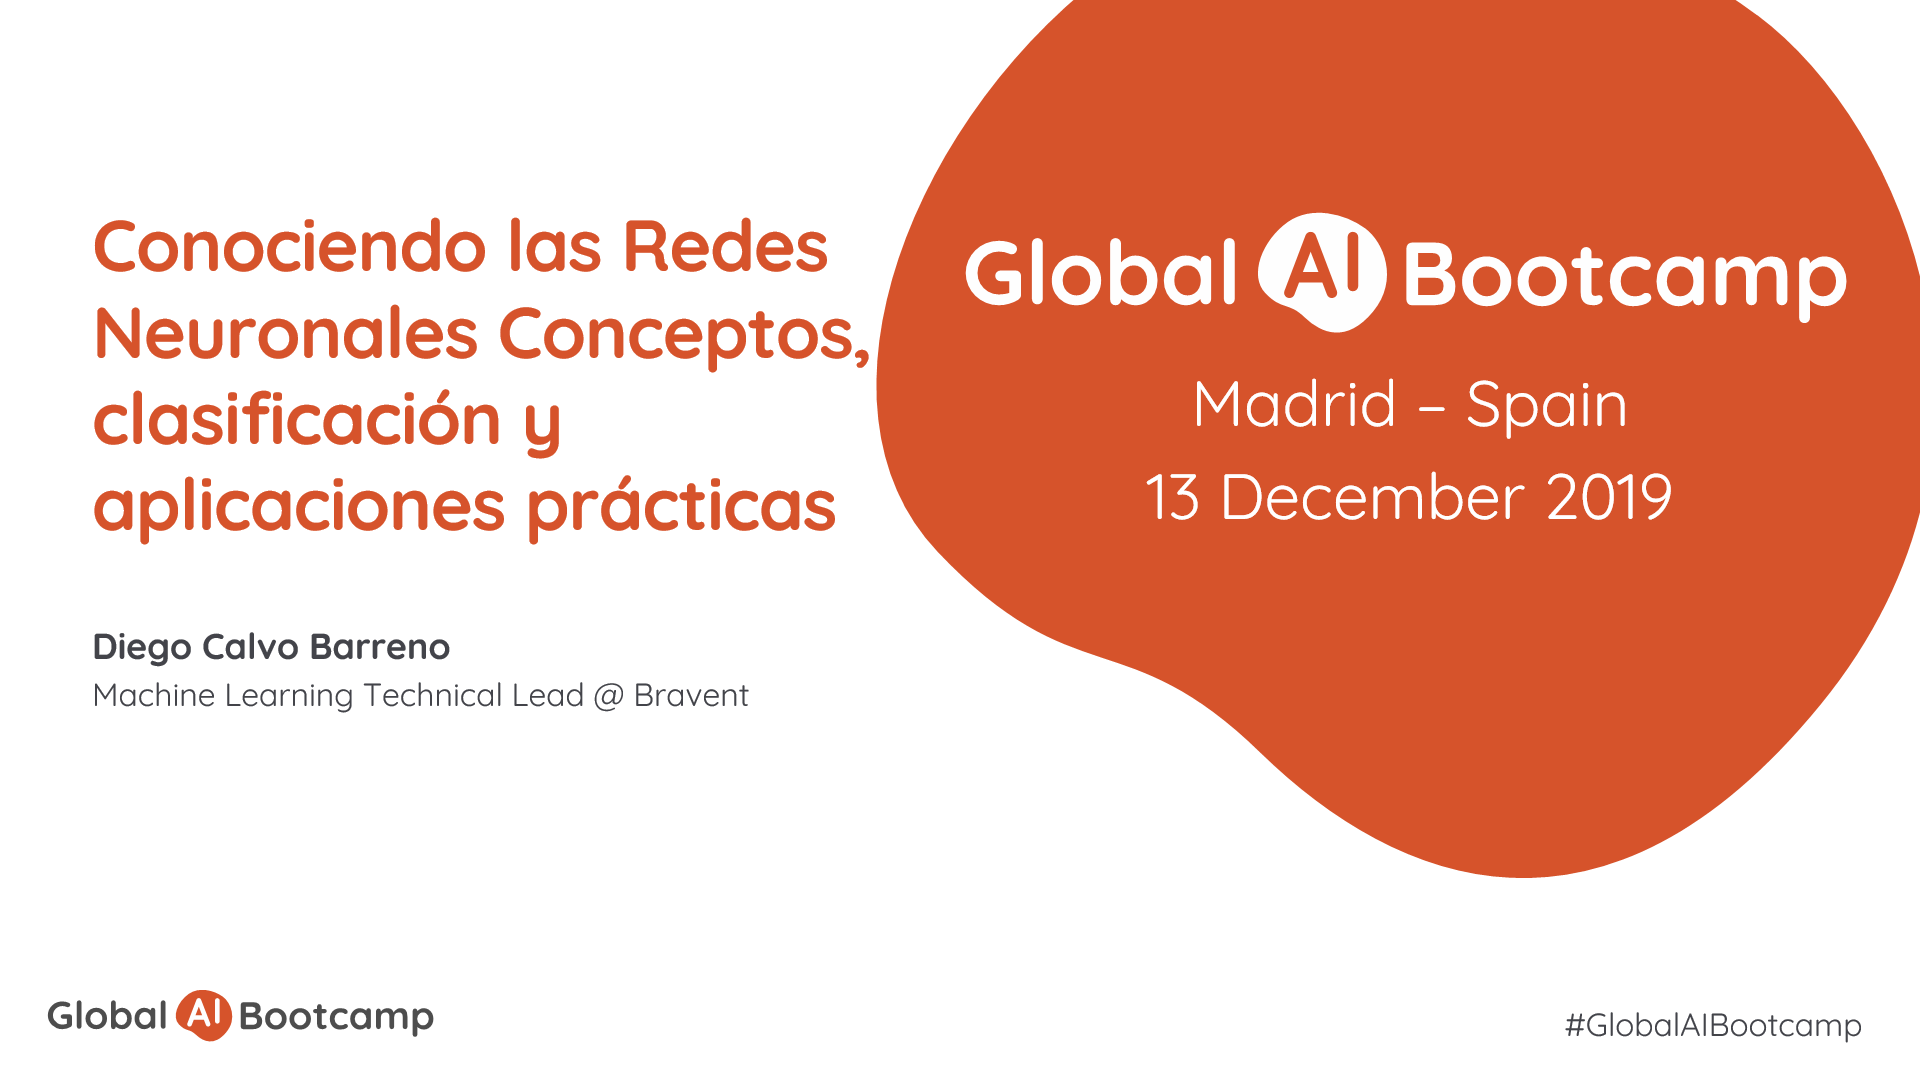 Conociendo las Redes
Neuronales Conceptos,
clasificación y
aplicaciones prácticas
Diego Calvo Barreno
Machine Learning Technical Lead @ Bravent
Global AI Bootcamp
Madrid – Spain
13 December 2019
Global AI Bootcamp
#GlobalAIBootcamp